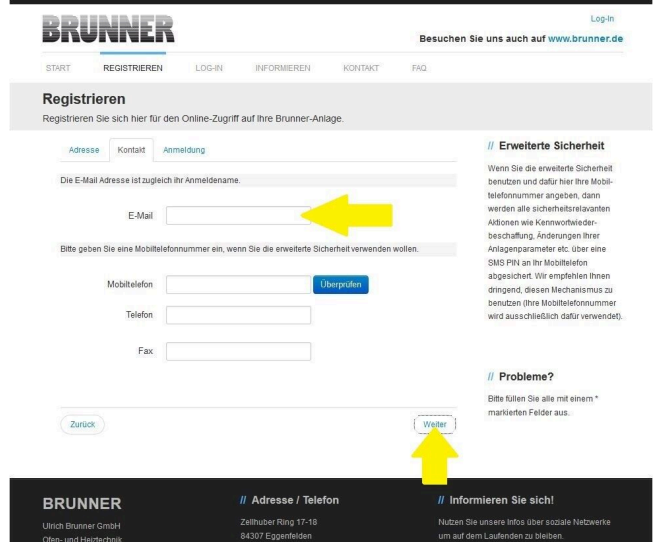 BRUNNER
Log-In
Besuchen Sie uns auch auf www.brunner.de
START REGISTRIEREN LOG-IN INFORMIEREN KONTAKT FAQ
Registrieren
Registrieren Sie sich hier für den Online-Zugriff auf Ihre Brunner-Anlage.
Adresse Kontakt Anmeldung
Die E-Mail Adresse ist zugleich ihr Anmeldename.
E-Mail
Bitte geben Sie eine Mobiltelefonnummer ein, wenn Sie die erweiterte Sicherheit verwenden wollen.
Mobiltelefon Überprüfen
Telefon
Fax
Zurück Weiter
// Erweiterte Sicherheit
Wenn Sie die erweiterte Sicherheit
benutzen und dafür hier Ihre Mobil-
telefonnummer angeben, dann
werden alle sicherheitsrelavanten
Aktionen wie Kennwortwieder-
beschaffung, Änderungen Ihrer
Anlagenparameter etc. über eine
SMS PIN an Ihr Mobiltelefon
abgesichert. Wir empfehlen Ihnen
dringend, diesen Mechanismus zu
benutzen (Ihre Mobiltelefonnummer
wird ausschließlich dafür verwendet).
// Probleme?
Bitte füllen Sie alle mit einem *
markierten Felder aus.
BRUNNER
Ulrich Brunner GmbH
Ofen- und Heiztechnik
// Adresse / Telefon
Zellhuber Ring 17-18
84307 Eggenfelden
// Informieren Sie sich!
Nutzen Sie unsere Infos über soziale Netzwerke
um auf dem Laufenden zu bleiben.